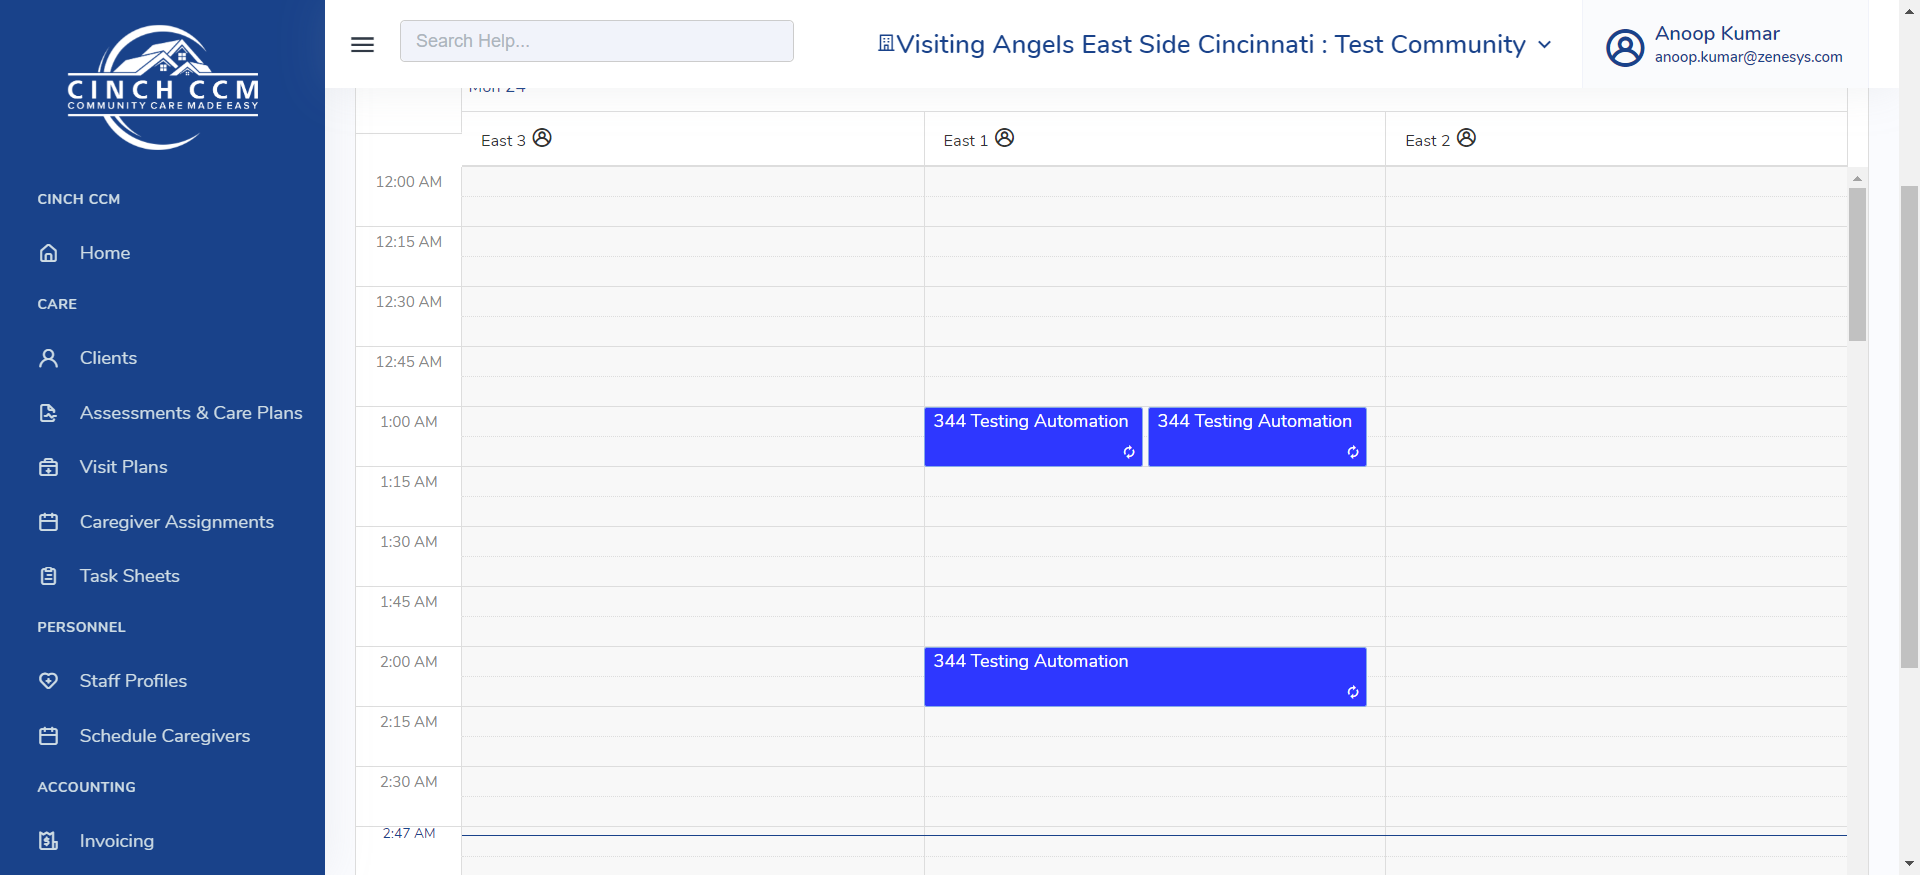 CINCH CCM
COMMUNITY CARE MADE EASY
Search Help...
Visiting Angels East Side Cincinnati : Test Community
Anoop Kumar
anoop.kumar@zenesys.com
CINCH CCM
Home
CARE
Clients
Assessments & Care Plans
Visit Plans
Caregiver Assignments
Task Sheets
PERSONNEL
Staff Profiles
Schedule Caregivers
ACCOUNTING
Invoicing
Mon 24
East 3
East 1
East 2
12:00 AM
12:15 AM
12:30 AM
12:45 AM
1:00 AM
344 Testing Automation
344 Testing Automation
1:15 AM
1:30 AM
1:45 AM
2:00 AM
344 Testing Automation
2:15 AM
2:30 AM
2:47 AM